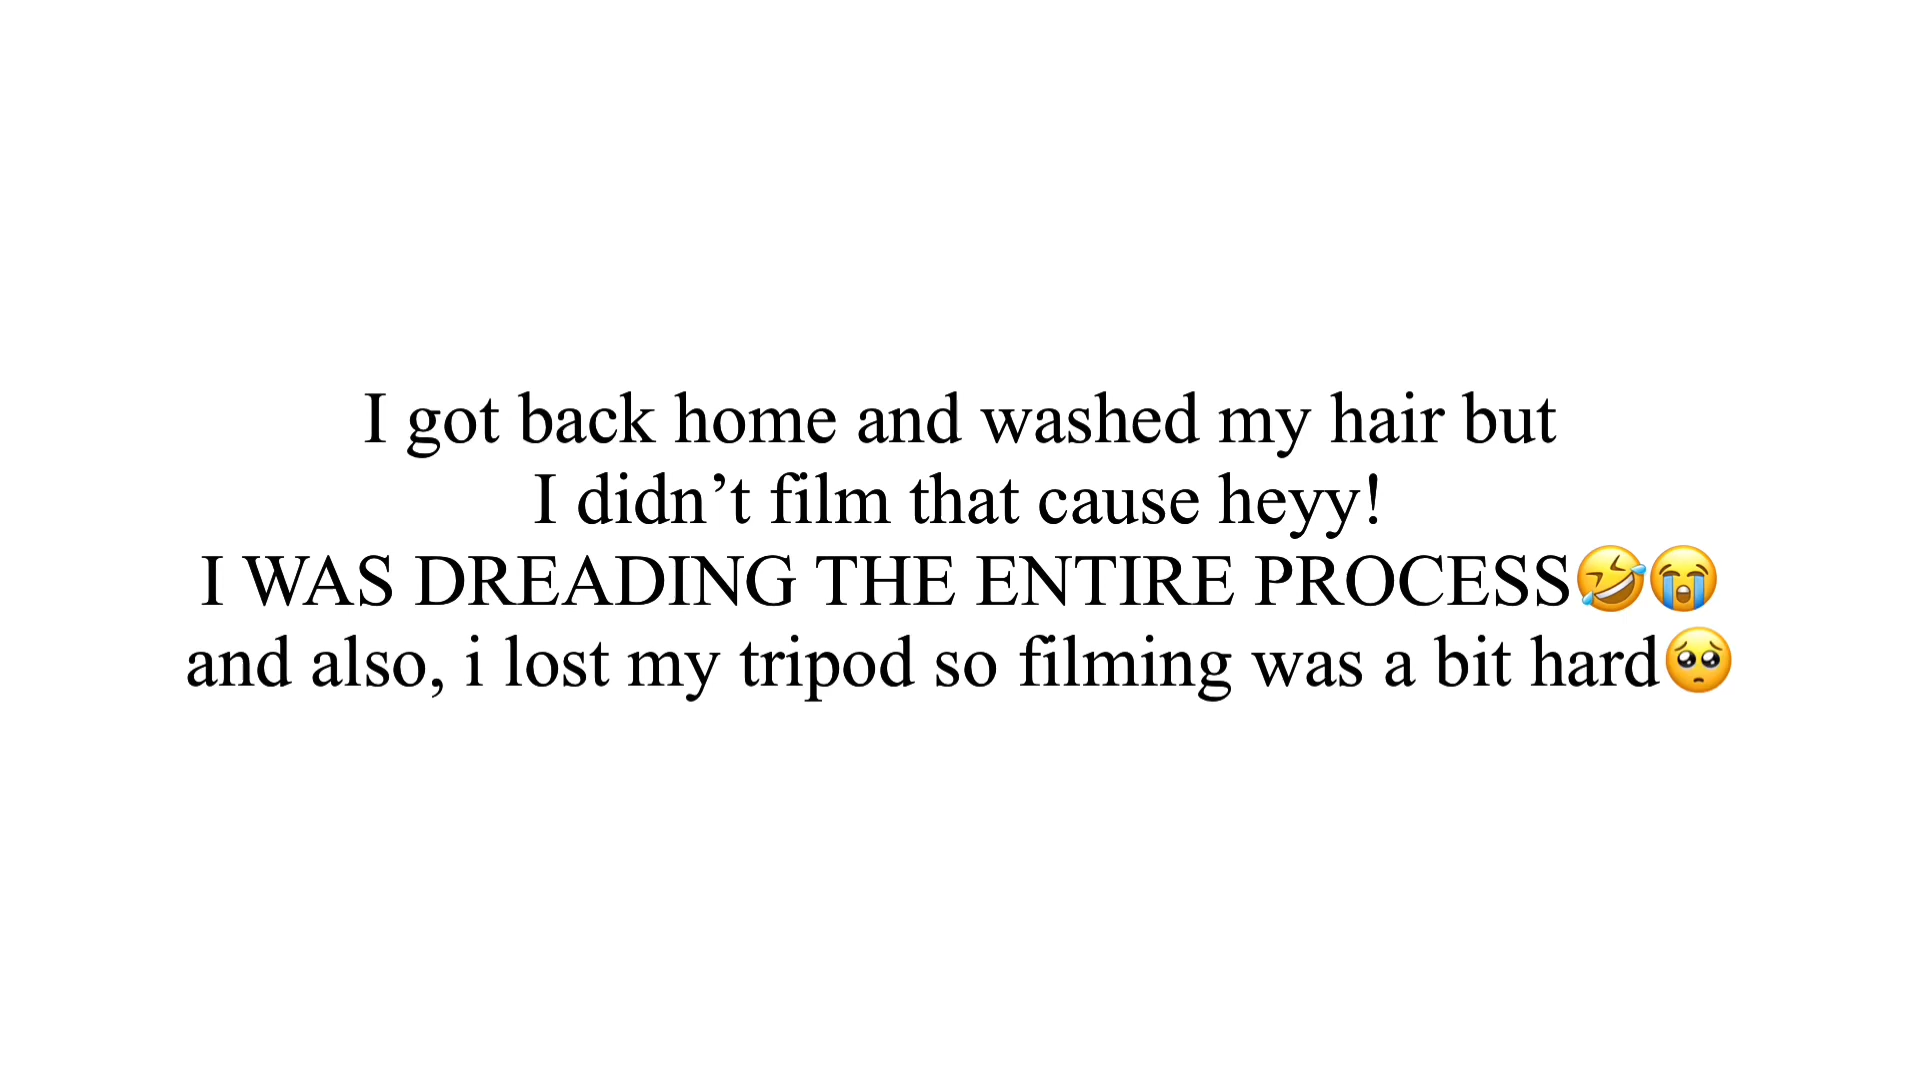 I got back home and washed my hair but
I didn’t film that cause heyy!
I WAS DREADING THE ENTIRE PROCESS🤣😭
and also, i lost my tripod so filming was a bit hard🥺